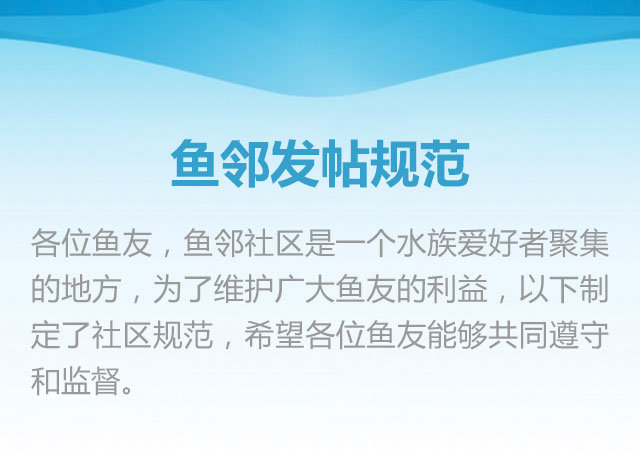 鱼邻发帖规范
各位鱼友，鱼邻社区是一个水族爱好者聚集
的地方，为了维护广大鱼友的利益，以下制
定了社区规范，希望各位鱼友能够共同遵守
和监督。